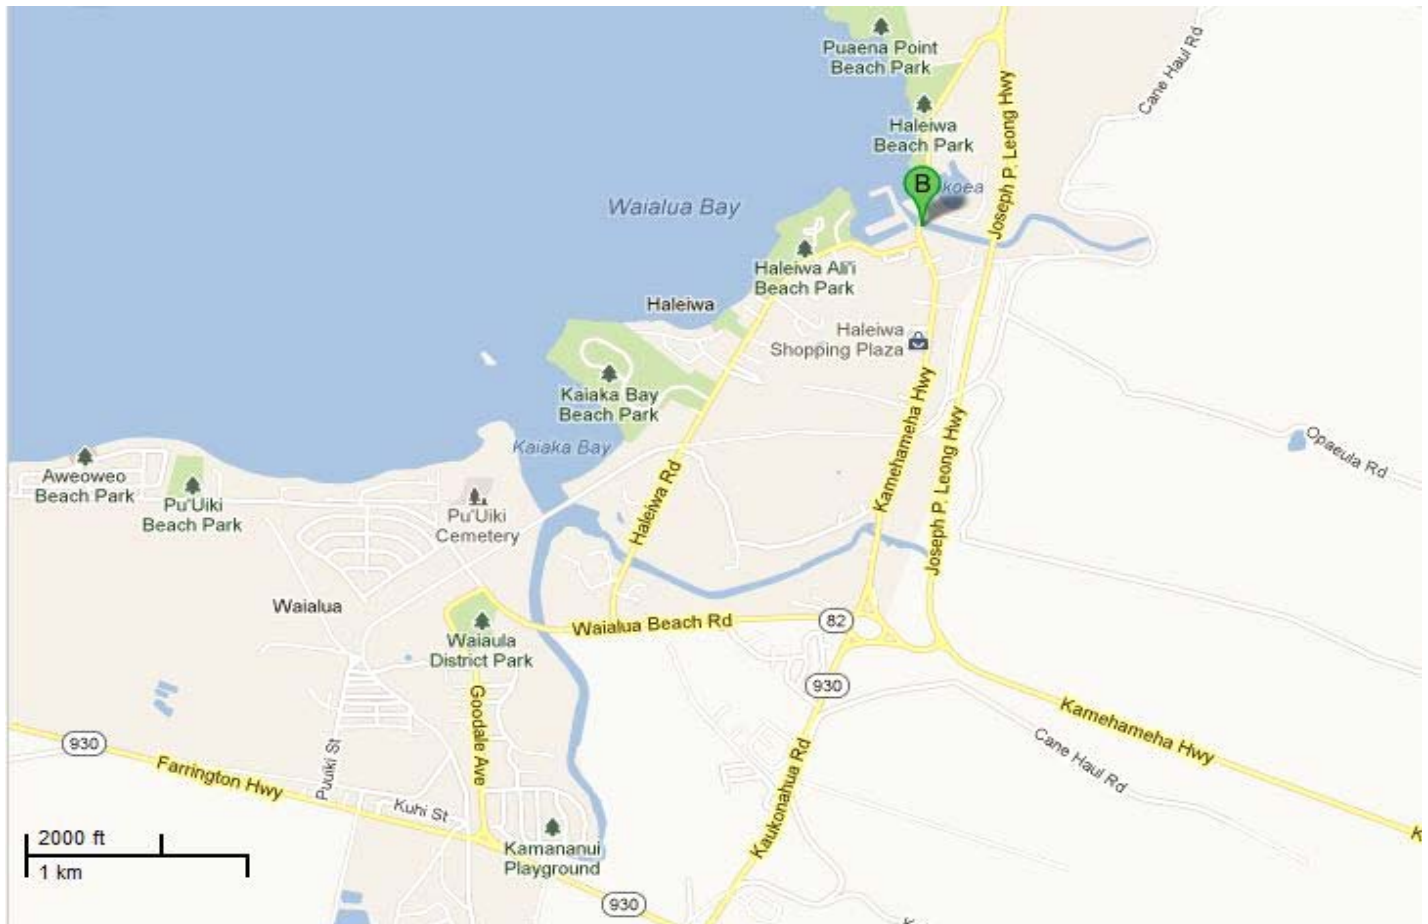 Puaena Point
Beach Park
Cane Haul Rd
Haleiwa
Beach Park
Joseph P. Leong Hwy
B
koea
Waialua Bay
Haleiwa Ali'i
Beach Park
Haleiwa
Haleiwa
Shopping Plaza
Kaiaka Bay
Beach Park
Kamehameha Hwy
Joseph P. Leong Hwy
Opaeula Rd
Kaiaka Bay
Aweoweo
Beach Park
Pu'Uiki
Beach Park
Pu'Uiki
Cemetery
Haleiwa Rd
Waialua
Waialua Beach Rd
82
Waiaula
District Park
930
Goodale Ave
Kamehameha Hwy
Cane Haul Rd
930
Farrington Hwy
Puuiki St
Kuhi St
Kaukonahua Rd
2000 ft
1 km
Kamananui
Playground
930
K